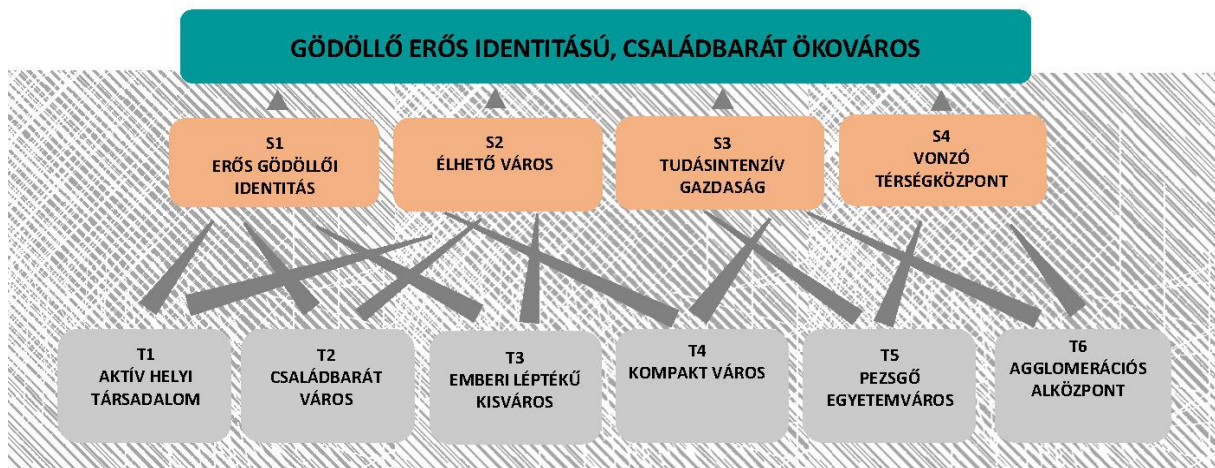 GÖDÖLLŐ ERŐS IDENTITÁSÚ, CSALÁDBARÁT ÖKOVÁROS
S1
ERŐS GÖDÖLLŐI
IDENTITÁS
S2
ÉLHETŐ VÁROS
S3
TUDÁSINTENZÍV
GAZDASÁG
S4
VONZÓ
TÉRSÉGKÖZPONT
T1
AKTÍV HELYI
TÁRSADALOM
T2
CSALÁDBARÁT
VÁROS
T3
EMBERI LÉPTÉKŰ
KISVÁROS
T4
KOMPAKT VÁROS
T5
PEZSGŐ
EGYETEMVÁROS
T6
AGGLOMERÁCIÓS
ALKÖZPONT